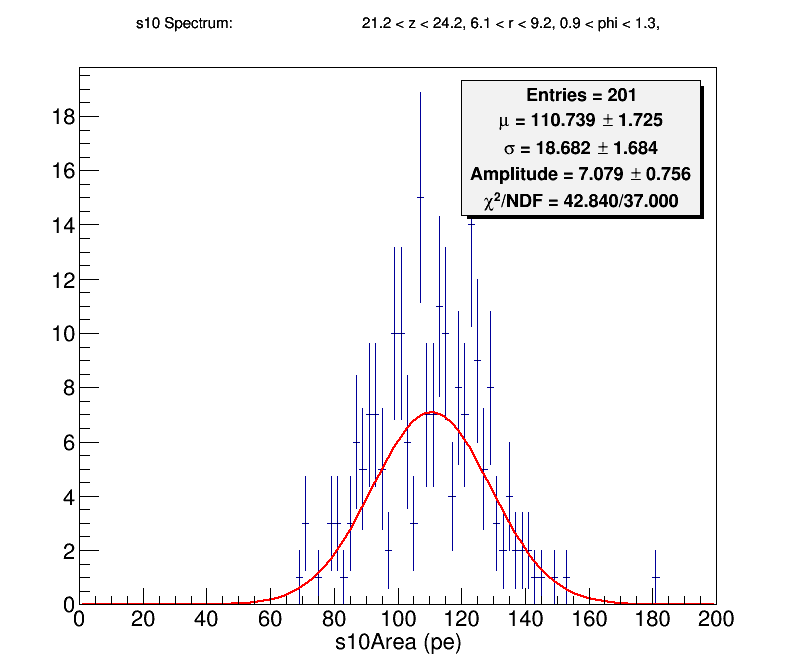 s10 Spectrum: 21.2 < z < 24.2, 6.1 < r < 9.2, 0.9 < phi < 1.3,
Entries = 201
μ = 110.739 ± 1.725
σ = 18.682 ± 1.684
Amplitude = 7.079 ± 0.756
χ²/NDF = 42.840/37.000
18
16
14
12
10
8
6
4
2
0
0 20 40 60 80 100 120 140 160 180 200
s10Area (pe)